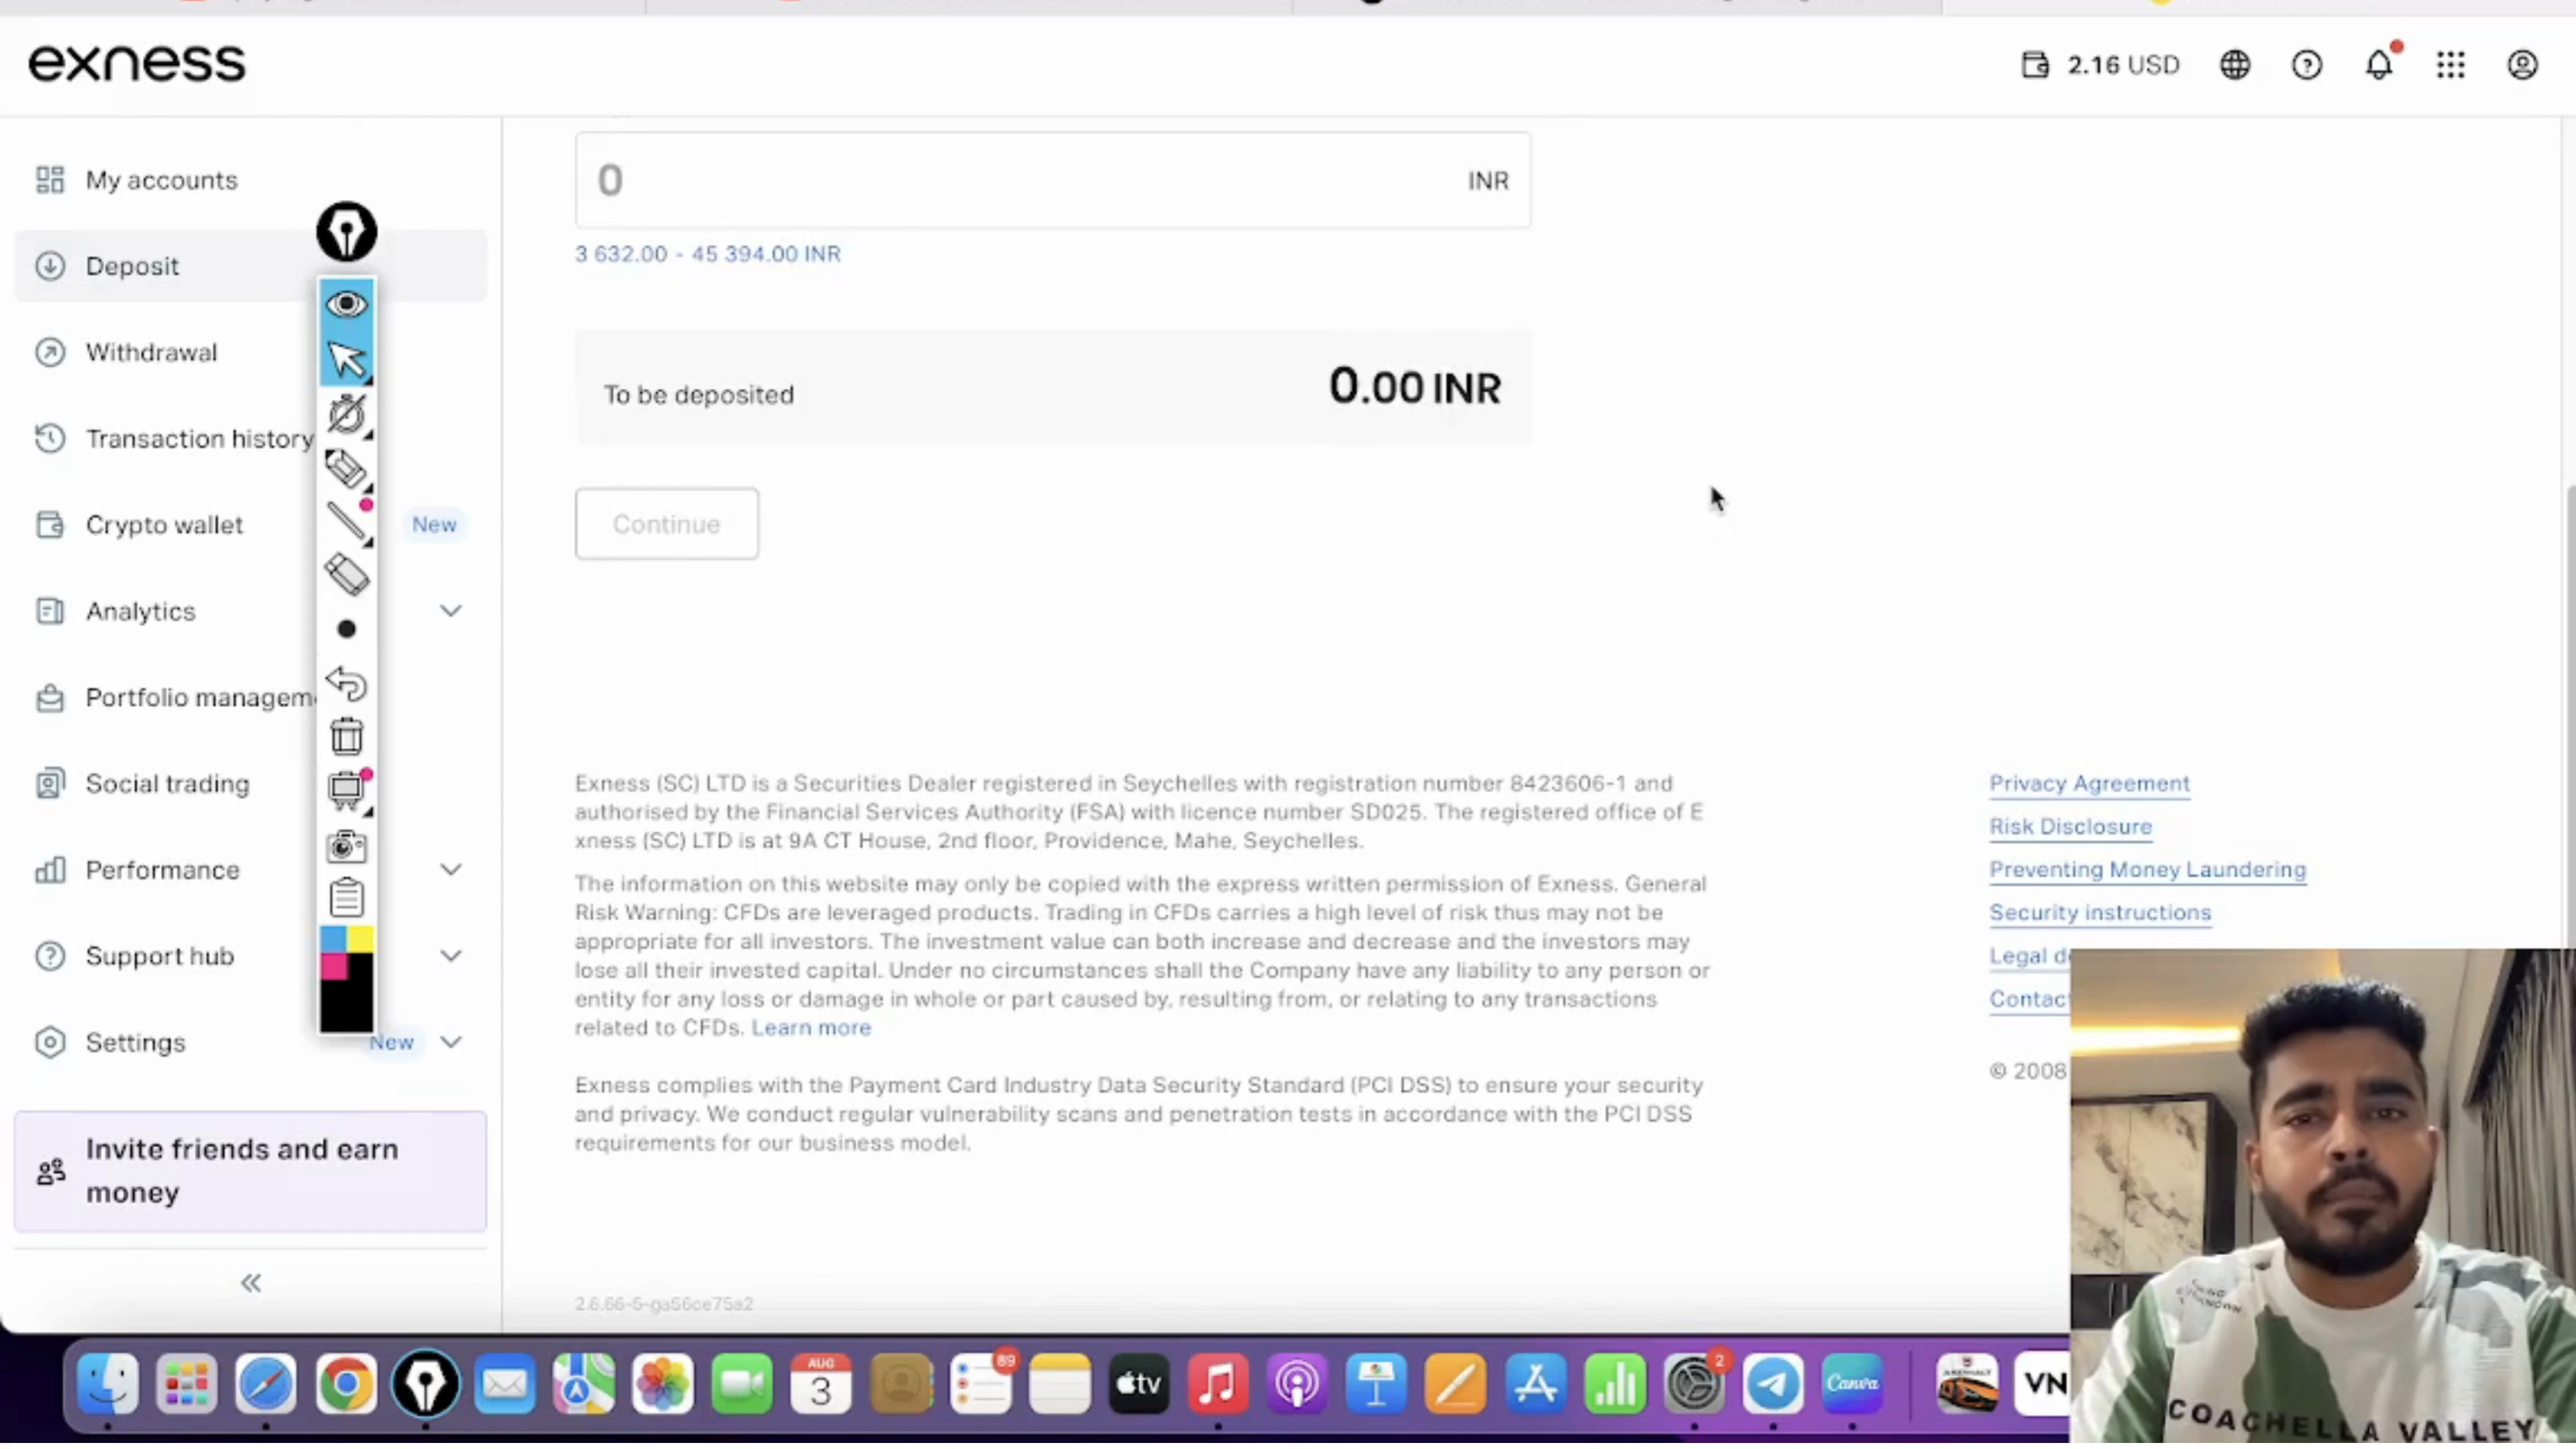 exness
2.16 USD
My accounts
Deposit
Withdrawal
Transaction history
Crypto wallet
New
Analytics
Portfolio managem
Social trading
Performance
Support hub
Settings
New
Invite friends and earn
money
0
INR
3 632.00 - 45 394.00 INR
To be deposited
0.00 INR
Continue
Exness (SC) LTD is a Securities Dealer registered in Seychelles with registration number 8423606-1 and
authorised by the Financial Services Authority (FSA) with licence number SD025. The registered office of E
xness (SC) LTD is at 9A CT House, 2nd floor, Providence, Mahe, Seychelles.
The information on this website may only be copied with the express written permission of Exness. General
Risk Warning: CFDs are leveraged products. Trading in CFDs carries a high level of risk thus may not be
appropriate for all investors. The investment value can both increase and decrease and the investors may
lose all their invested capital. Under no circumstances shall the Company have any liability to any person or
entity for any loss or damage in whole or part caused by, resulting from, or relating to any transactions
related to CFDs. Learn more
Exness complies with the Payment Card Industry Data Security Standard (PCI DSS) to ensure your security
and privacy. We conduct regular vulnerability scans and penetration tests in accordance with the PCI DSS
requirements for our business model.
2.6.66-5-ga56ce75a2
Privacy Agreement
Risk Disclosure
Preventing Money Laundering
Security instructions
Legal d
Contac
© 2008
AUG
3
89
tv
2
Canva
VN
COACHELLA VALLEY